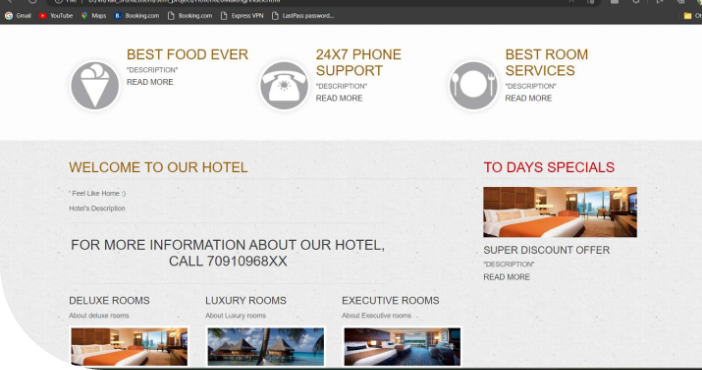 Gmail YouTube Maps Booking.com Booking.com Express VPN LastPass password...
BEST FOOD EVER
"DESCRIPTION"
READ MORE
24X7 PHONE
SUPPORT
"DESCRIPTION"
READ MORE
BEST ROOM
SERVICES
"DESCRIPTION"
READ MORE
WELCOME TO OUR HOTEL
" Feel Like Home :)
Hotel's Description
FOR MORE INFORMATION ABOUT OUR HOTEL,
CALL 70910968XX
TO DAYS SPECIALS
SUPER DISCOUNT OFFER
"DESCRIPTION"
READ MORE
DELUXE ROOMS
About deluxe rooms
LUXURY ROOMS
About Luxury rooms
EXECUTIVE ROOMS
About Executive rooms